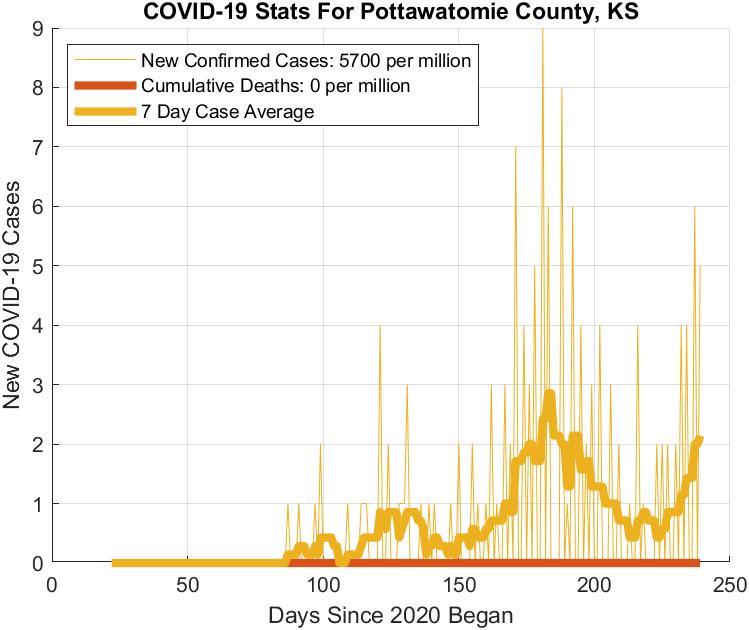 COVID-19 Stats For Pottawatomie County, KS
New Confirmed Cases: 5700 per million
Cumulative Deaths: 0 per million
7 Day Case Average
New COVID-19 Cases
9
8
7
6
5
4
3
2
1
0
0 50 100 150 200 250
Days Since 2020 Began